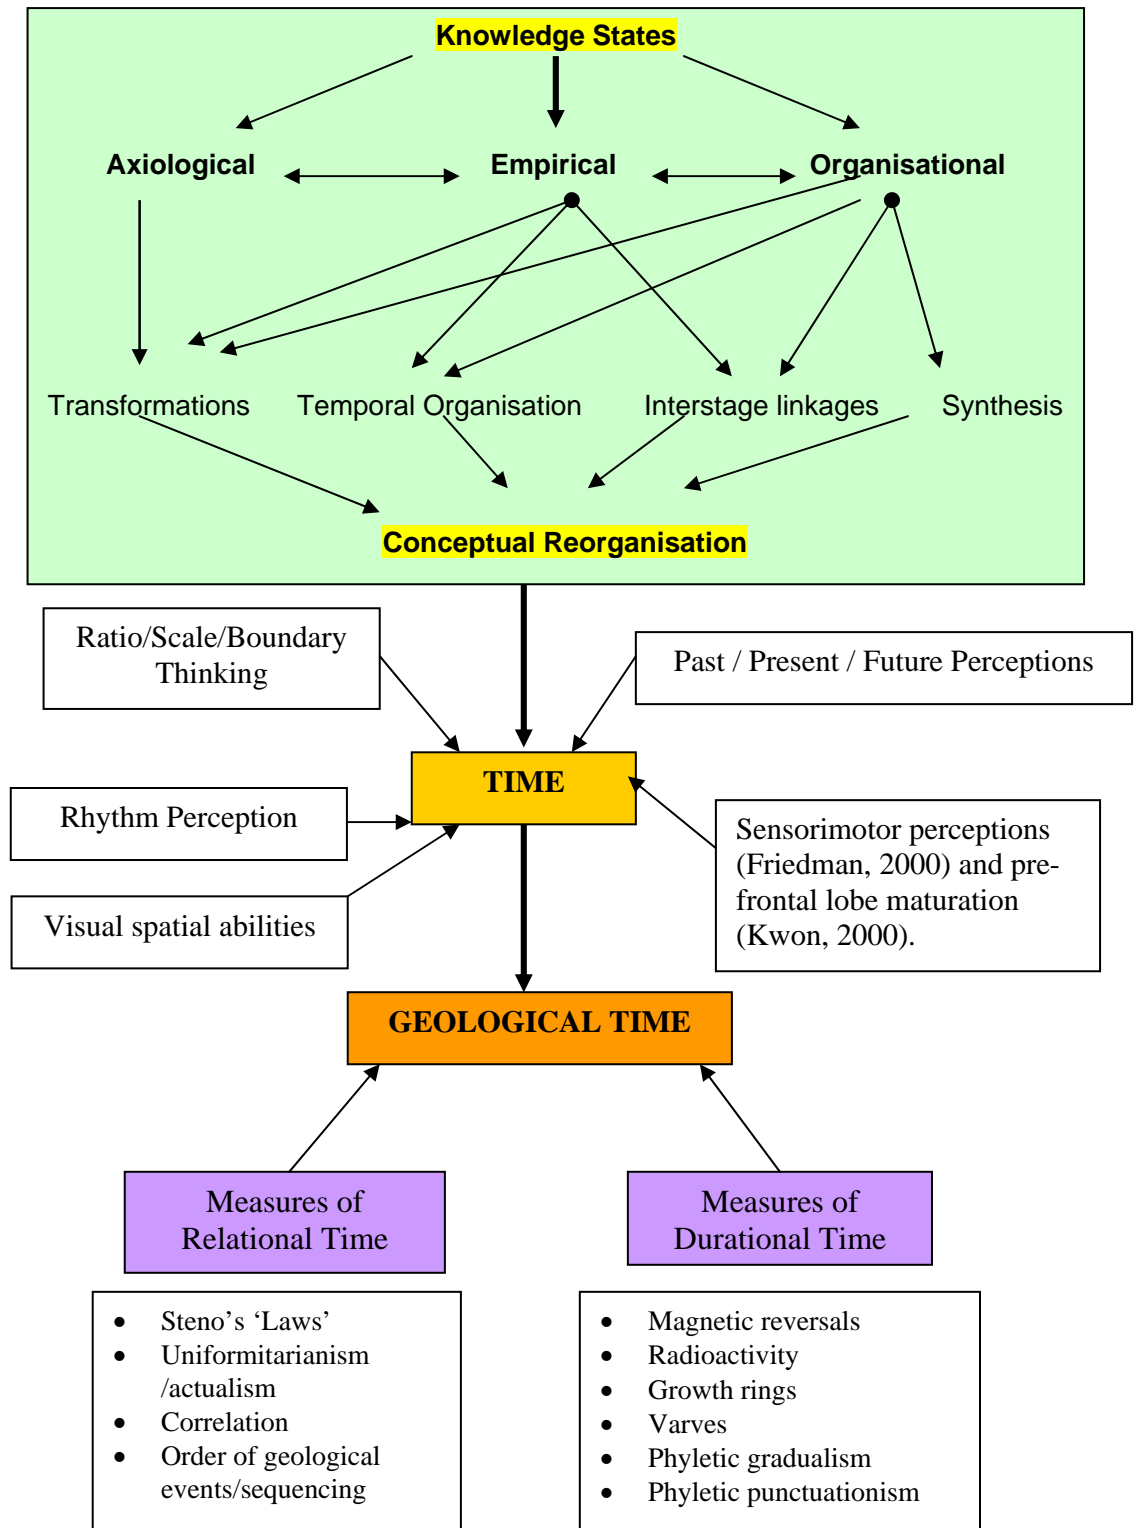 Knowledge States
Axiological
Empirical
Organisational
Transformations
Temporal Organisation
Interstage linkages
Synthesis
Conceptual Reorganisation
Ratio/Scale/Boundary
Thinking
Past / Present / Future Perceptions
TIME
Rhythm Perception
Sensorimotor perceptions
(Friedman, 2000) and pre-
frontal lobe maturation
(Kwon, 2000).
Visual spatial abilities
GEOLOGICAL TIME
Measures of
Relational Time
Measures of
Durational Time
• Steno’s ‘Laws’
• Uniformitarianism
/actualism
• Correlation
• Order of geological
events/sequencing
• Magnetic reversals
• Radioactivity
• Growth rings
• Varves
• Phyletic gradualism
• Phyletic punctuationism